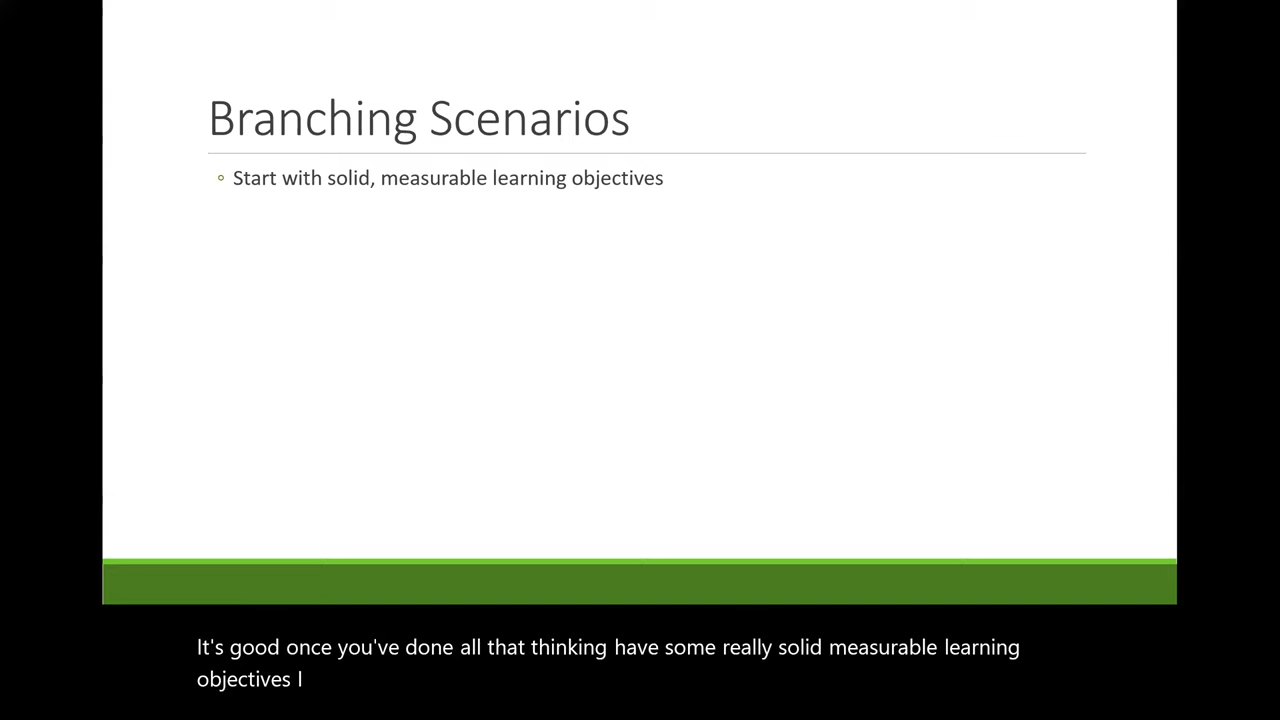 Branching Scenarios
◦ Start with solid, measurable learning objectives
It's good once you've done all that thinking have some really solid measurable learning
objectives I